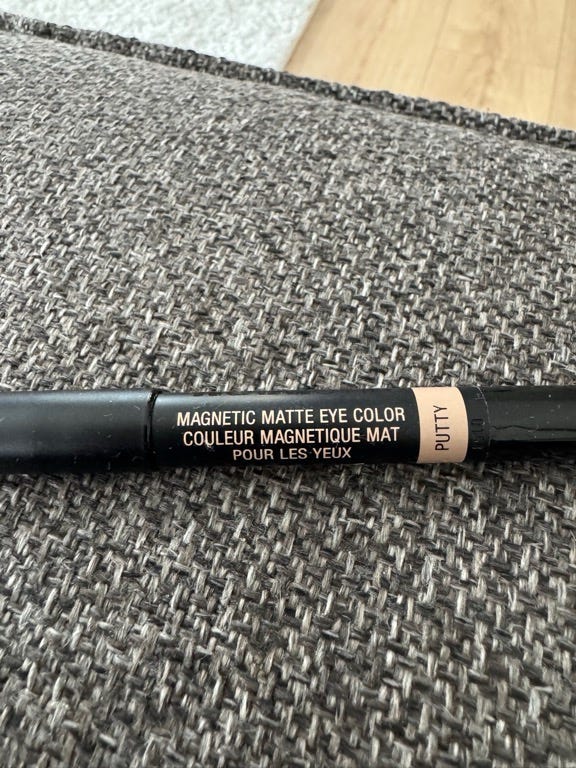 MAGNETIC MATTE EYE COLOR
COULEUR MAGNETIQUE MAT
POUR LES YEUX
PUTTY